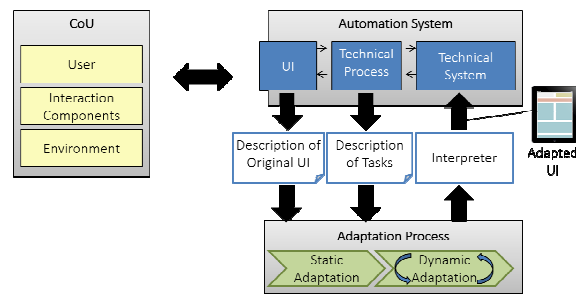 CoU
User
Interaction
Components
Environment
Automation System
UI
Technical
Process
Technical
System
Description of
Original UI
Description
of Tasks
Interpreter
Adapted
UI
Adaptation Process
Static
Adaptation
Dynamic
Adaptation